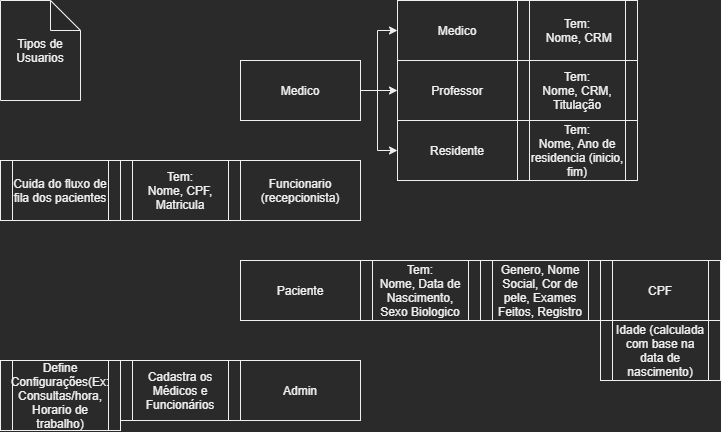 Tipos de
Usuarios
Medico
Medico
Tem:
Nome, CRM
Professor
Tem:
Nome, CRM,
Titulação
Residente
Tem:
Nome, Ano de
residencia (inicio,
fim)
Cuida do fluxo de
fila dos pacientes
Tem:
Nome, CPF,
Matricula
Funcionario
(recepcionista)
Paciente
Tem:
Nome, Data de
Nascimento,
Sexo Biologico
Genero, Nome
Social, Cor de
pele, Exames
Feitos, Registro
CPF
Idade (calculada
com base na
data de
nascimento)
Define
Configurações(Ex:
Consultas/hora,
Horario de
trabalho)
Cadastra os
Médicos e
Funcionários
Admin